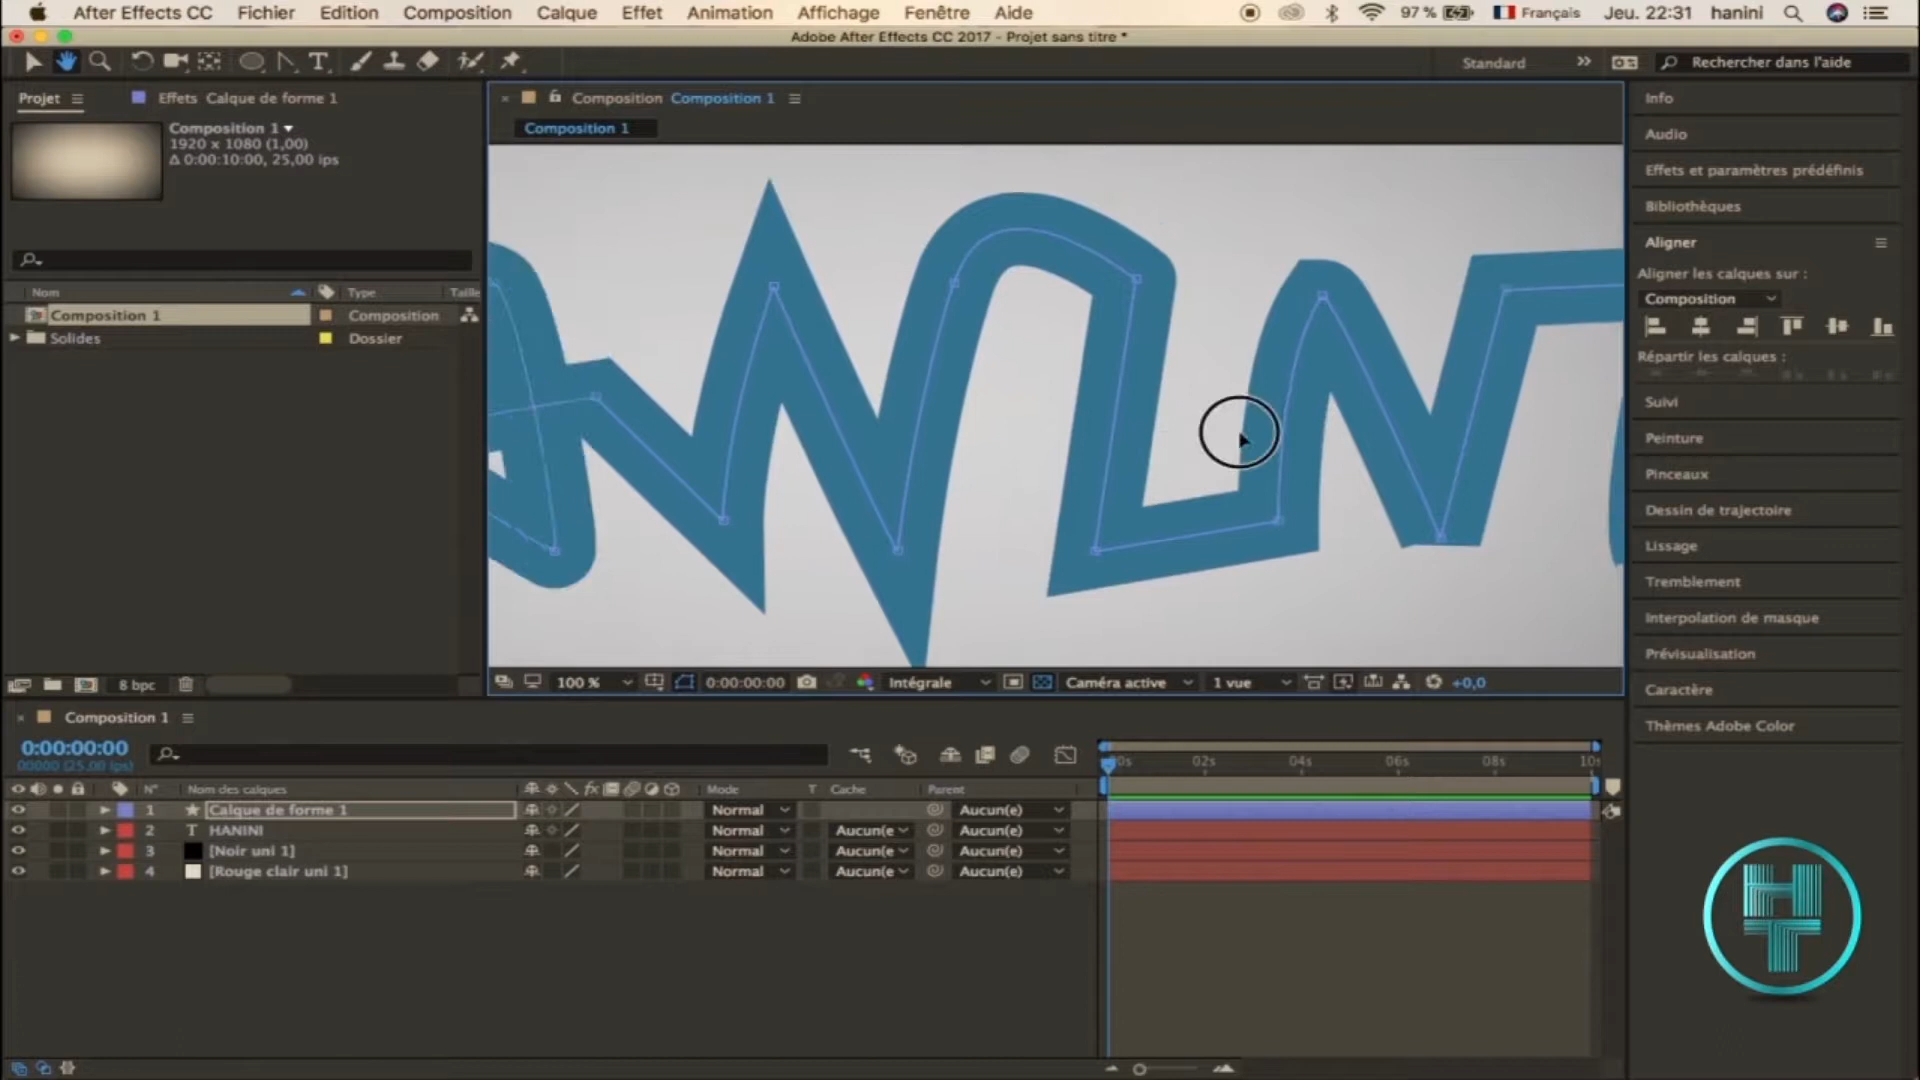 After Effects CC Fichier Edition Composition Calque Effet Animation Affichage Fenêtre Aide 97 % Français Jeu. 22:31 hanini
Adobe After Effects CC 2017 - Projet sans titre *
Standard Rechercher dans l'aide
Projet Effets Calque de forme 1
Composition Composition 1
Composition 1
1920 x 1080 (1,00)
Δ 0:00:10:00, 25,00 ips
Composition 1
Nom Type Taille
Composition 1 Composition
Solides Dossier
8 bpc
100 % 0:00:00:00 Intégrale Caméra active 1 vue +0,0
Info
Audio
Effets et paramètres prédéfinis
Bibliothèques
Aligner
Aligner les calques sur :
Composition
Répartir les calques :
Suivi
Peinture
Pinceaux
Dessin de trajectoire
Lissage
Tremblement
Interpolation de masque
Prévisualisation
Caractère
Thèmes Adobe Color
Composition 1
0:00:00:00
00000 (25.00 ips)
02s 04s 06s 08s
N° Nom des calques Mode T Cache Parent
1 Calque de forme 1 Normal Aucun(e)
2 T HANINI Normal Aucun(e Aucun(e)
3 [Noir uni 1] Normal Aucun(e Aucun(e)
4 [Rouge clair uni 1] Normal Aucun(e Aucun(e)
HT